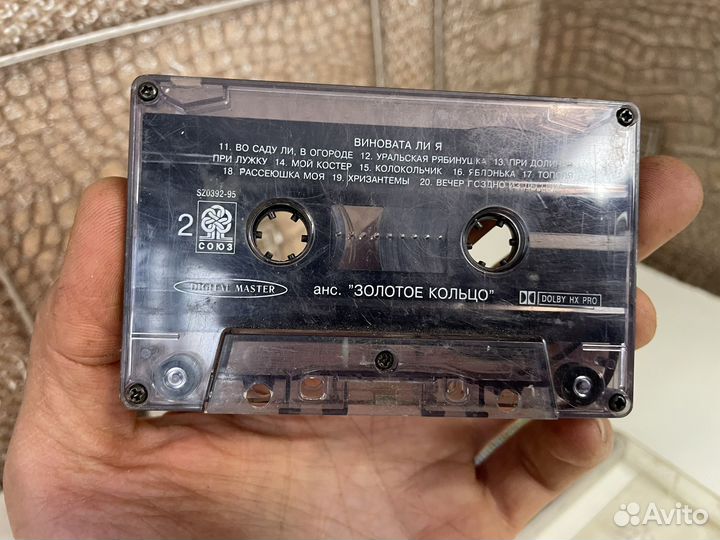 ВИНОВАТА ЛИ Я
11. ВО САДУ ЛИ, В ОГОРОДЕ 12. УРАЛЬСКАЯ РЯБИНУШКА 13. ПРИ
ПРИ ЛУЖКУ 14. МОЙ КОСТЕР 15. КОЛОКОЛЬЧИК 16. ЯБЛОНЬКА 17.
18. РАССЕЮШКА МОЯ 19. ХРИЗАНТЕМЫ 20. ВЕЧЕР ПОЗДНО ИЗ
SZ0392-95
2
СОЮЗ
DIGITAL MASTER
анс. "ЗОЛОТОЕ КОЛЬЦО"
DOLBY HX PRO
Avito